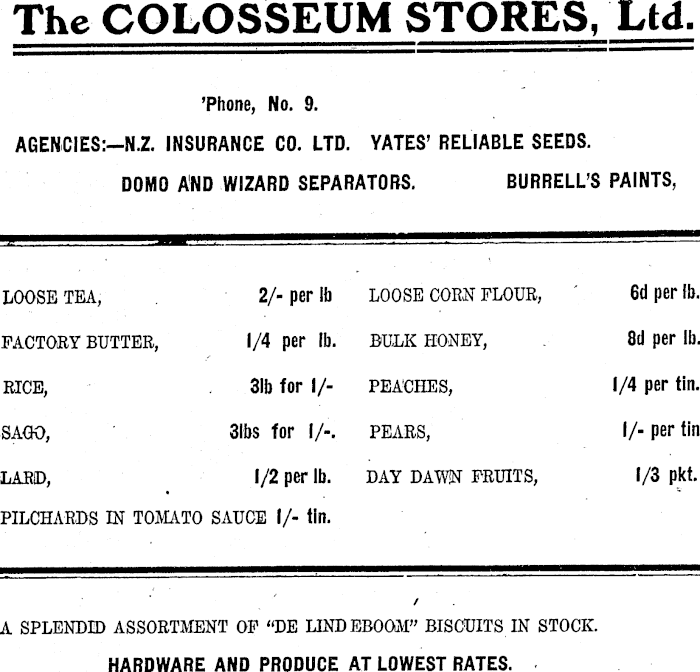 The COLOSSEUM STORES, Ltd.
'Phone, No. 9.
AGENCIES:—N.Z. INSURANCE CO. LTD. YATES' RELIABLE SEEDS.
DOMO AND WIZARD SEPARATORS. BURRELL'S PAINTS,
LOOSE TEA, 2/- per lb LOOSE CORN FLOUR, 6d per lb.
FACTORY BUTTER, 1/4 per lb. BULK HONEY, 8d per lb.
RICE, 3lb for 1/- PEACHES, 1/4 per tin.
SAGO, 3lbs for 1/-. PEARS, 1/- per tin
LARD, 1/2 per lb. DAY DAWN FRUITS, 1/3 pkt.
PILCHARDS IN TOMATO SAUCE 1/- tin.
A SPLENDID ASSORTMENT OF “DE LINDEBOOM” BISCUITS IN STOCK.
HARDWARE AND PRODUCE AT LOWEST RATES.